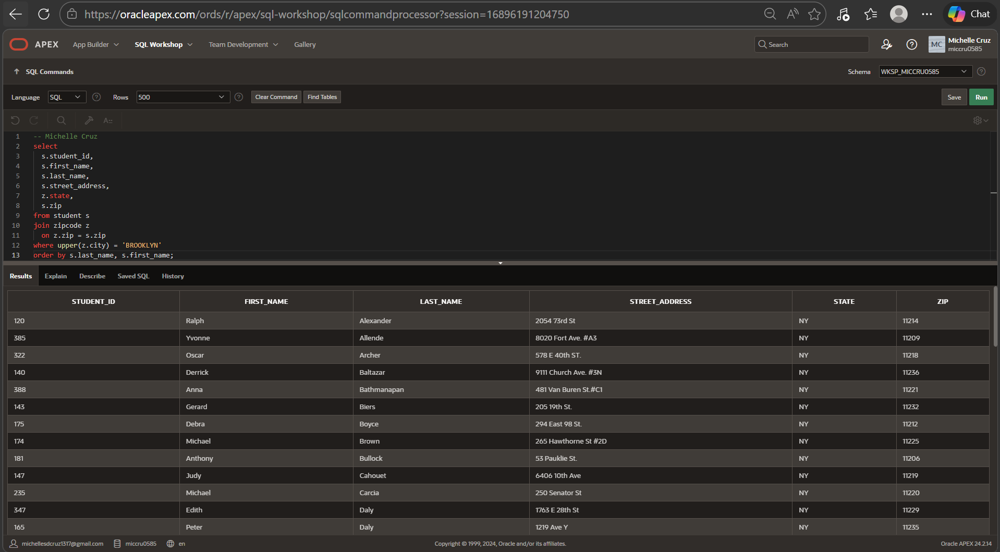 https://oracleapex.com/ords/r/apex/sql-workshop/sqlcommandprocessor?session=16896191204750
Chat
APEX App Builder SQL Workshop Team Development Gallery Search MC Michelle Cruz
miccru0585
SQL Commands Schema WKSP_MICCRU0585
Language SQL Rows 500 Clear Command Find Tables Save Run
1 -- Michelle Cruz
2 select
3 s.student_id,
4 s.first_name,
5 s.last_name,
6 s.street_address,
7 z.state,
8 s.zip
9 from student s
10 join zipcode z
11 on z.zip = s.zip
12 where upper(z.city) = 'BROOKLYN'
13 order by s.last_name, s.first_name;
Results Explain Describe Saved SQL History
STUDENT_ID FIRST_NAME LAST_NAME STREET_ADDRESS STATE ZIP
120 Ralph Alexander 2054 73rd St NY 11214
385 Yvonne Allende 8020 Fort Ave. #A3 NY 11209
322 Oscar Archer 578 E 40th ST. NY 11218
140 Derrick Baltazar 9111 Church Ave. #3N NY 11236
388 Anna Bathmanapan 481 Van Buren St.#C1 NY 11221
143 Gerard Biers 205 19th St. NY 11232
175 Debra Boyce 294 East 98 St. NY 11212
174 Michael Brown 265 Hawthorne St #2D NY 11225
181 Anthony Bullock 53 Pauklie St. NY 11206
147 Judy Cahouet 6406 10th Ave NY 11219
235 Michael Carcia 250 Senator St NY 11220
347 Edith Daly 1763 E 28th St NY 11229
165 Peter Daly 1219 Ave Y NY 11235
michellesdcruz1317@gmail.com miccru0585 en Copyright © 1999, 2024, Oracle and/or its affiliates. Oracle APEX 24.2.14